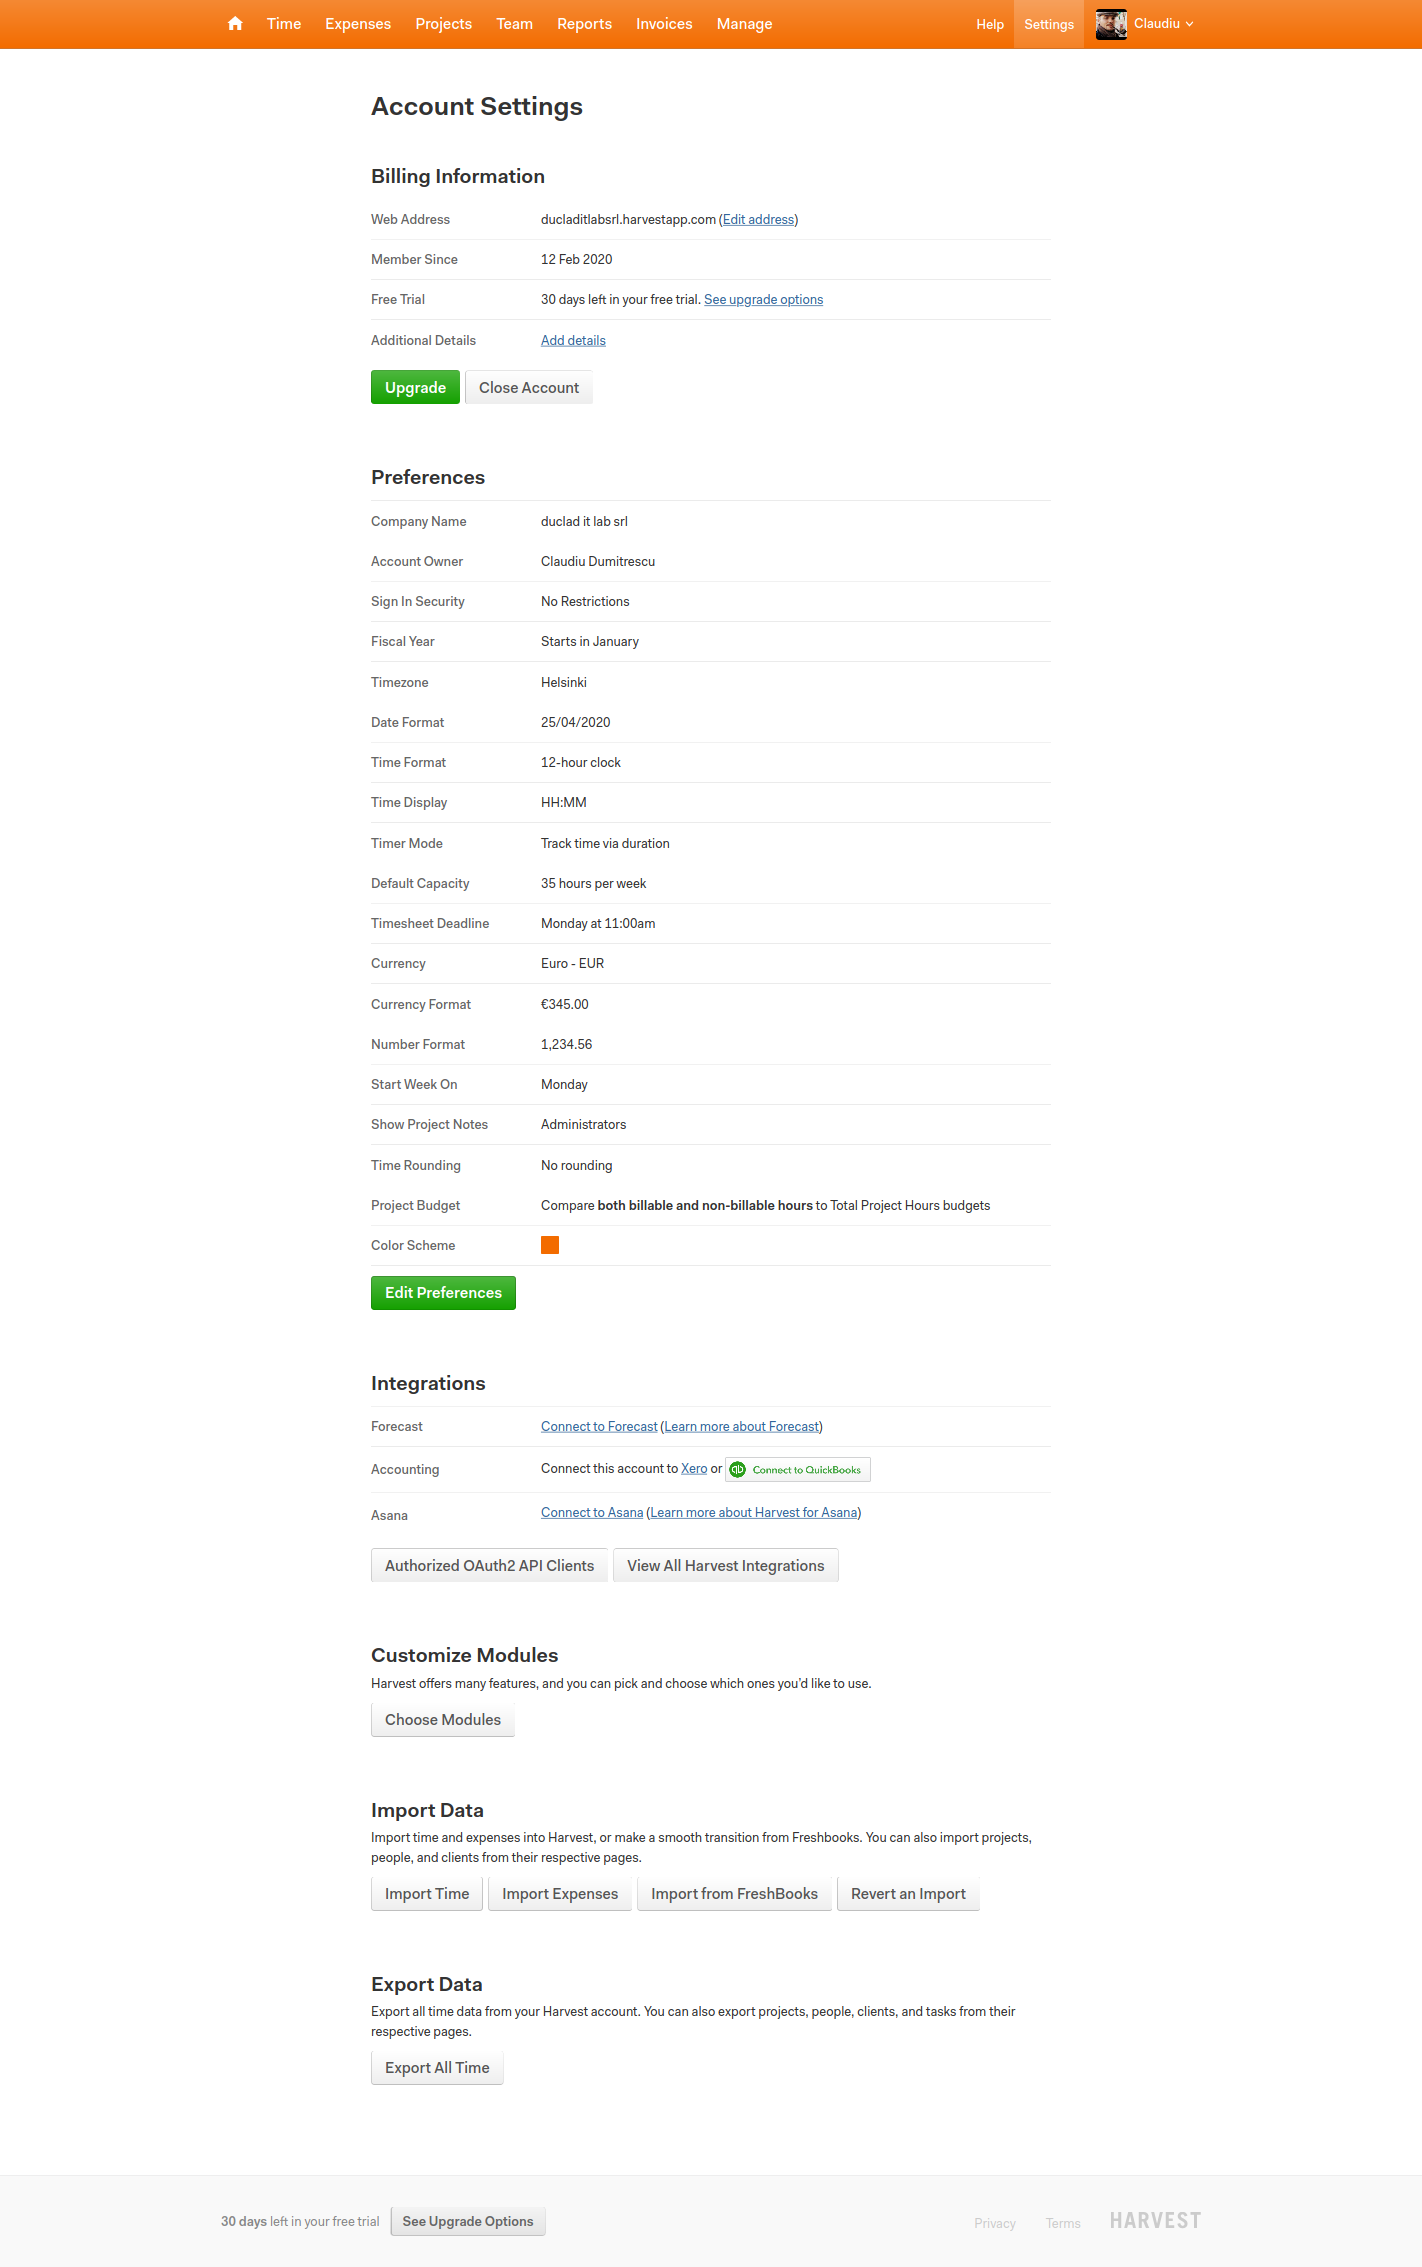 Time Expenses Projects Team Reports Invoices Manage Help Settings Claudiu
Account Settings
Billing Information
Web Address ducladitlabsrl.harvestapp.com (Edit address)
Member Since 12 Feb 2020
Free Trial 30 days left in your free trial. See upgrade options
Additional Details Add details
Upgrade Close Account
Preferences
Company Name duclad it lab srl
Account Owner Claudiu Dumitrescu
Sign In Security No Restrictions
Fiscal Year Starts in January
Timezone Helsinki
Date Format 25/04/2020
Time Format 12-hour clock
Time Display HH:MM
Timer Mode Track time via duration
Default Capacity 35 hours per week
Timesheet Deadline Monday at 11:00am
Currency Euro - EUR
Currency Format €345.00
Number Format 1,234.56
Start Week On Monday
Show Project Notes Administrators
Time Rounding No rounding
Project Budget Compare both billable and non-billable hours to Total Project Hours budgets
Color Scheme
Edit Preferences
Integrations
Forecast Connect to Forecast (Learn more about Forecast)
Accounting Connect this account to Xero or qb Connect to QuickBooks
Asana Connect to Asana (Learn more about Harvest for Asana)
Authorized OAuth2 API Clients View All Harvest Integrations
Customize Modules
Harvest offers many features, and you can pick and choose which ones you'd like to use.
Choose Modules
Import Data
Import time and expenses into Harvest, or make a smooth transition from Freshbooks. You can also import projects,
people, and clients from their respective pages.
Import Time Import Expenses Import from FreshBooks Revert an Import
Export Data
Export all time data from your Harvest account. You can also export projects, people, clients, and tasks from their
respective pages.
Export All Time
30 days left in your free trial See Upgrade Options Privacy Terms HARVEST